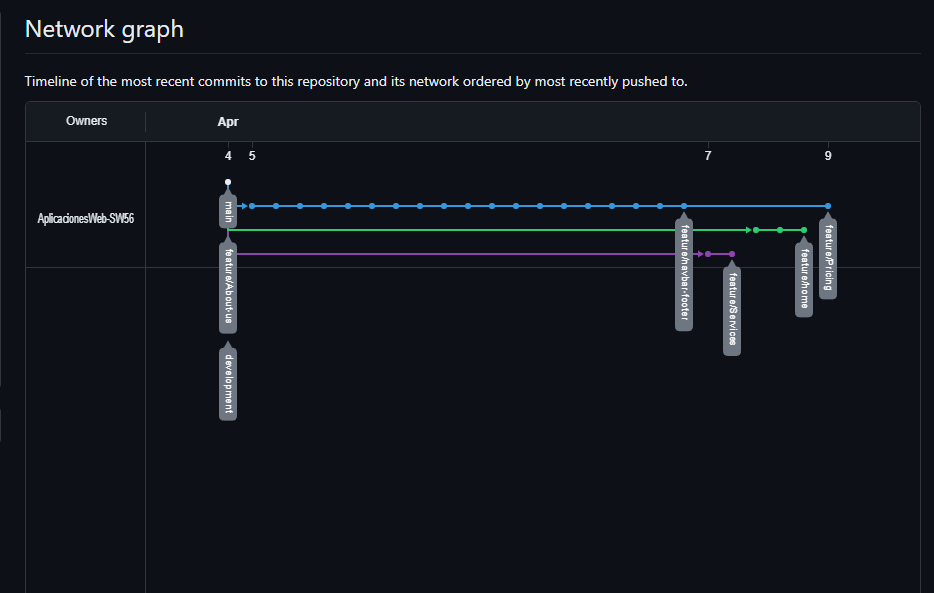 Network graph
Timeline of the most recent commits to this repository and its network ordered by most recently pushed to.
Owners
Apr
4
5
7
9
AplicacionesWeb-SW56
main
feature/About-us
development
feature/navbar-footer
feature/Services
feature/home
feature/Pricing